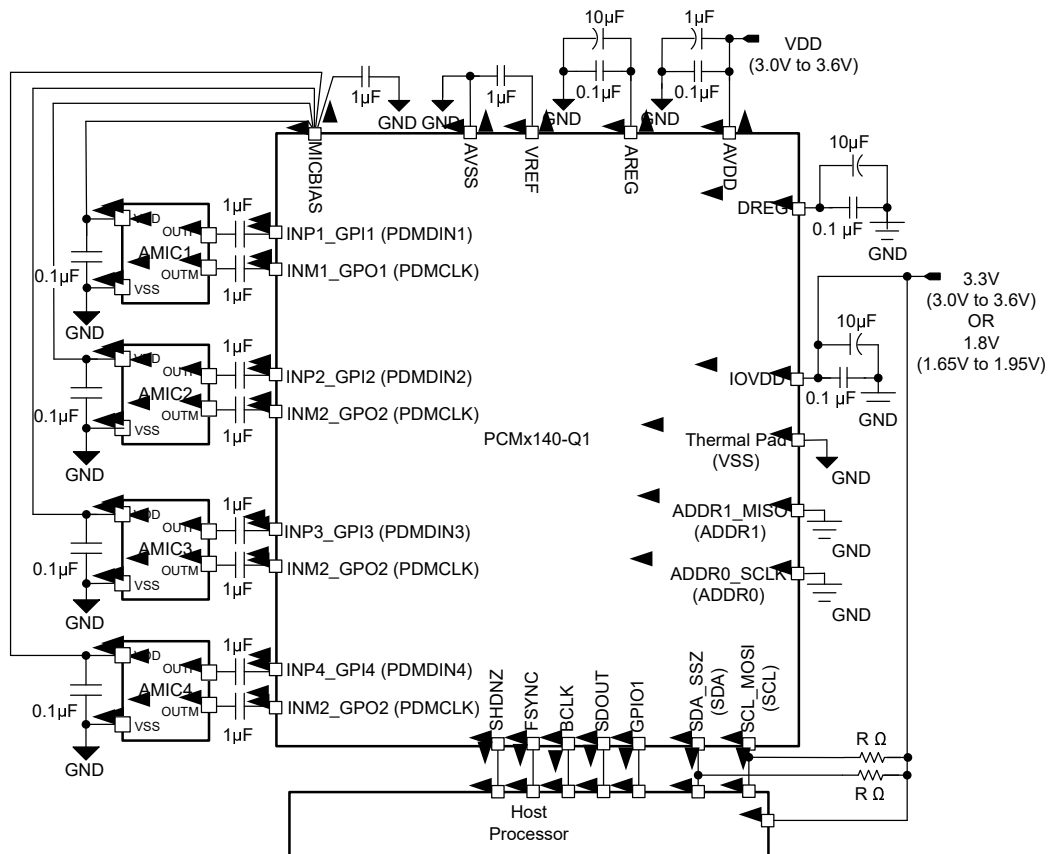 10µF
1µF
VDD
(3.0V to 3.6V)
1µF
1µF
0.1µF
0.1µF
GND
GND
GND
GND
MICBIAS
AVSS
VREF
AREG
AVDD
10µF
DREG
0.1 µF
GND
1µF
VDD
OUTP
INP1_GPI1 (PDMDIN1)
AMIC1
0.1µF
OUTM
INM1_GPO1 (PDMCLK)
VSS
1µF
GND
3.3V
(3.0V to 3.6V)
OR
1.8V
(1.65V to 1.95V)
10µF
IOVDD
0.1 µF
GND
1µF
VDD
OUTP
INP2_GPI2 (PDMDIN2)
AMIC2
0.1µF
OUTM
INM2_GPO2 (PDMCLK)
VSS
1µF
GND
PCMx140-Q1
Thermal Pad
(VSS)
GND
1µF
VDD
OUTP
INP3_GPI3 (PDMDIN3)
AMIC3
0.1µF
OUTM
INM2_GPO2 (PDMCLK)
VSS
1µF
GND
ADDR1_MISO
(ADDR1)
GND
ADDR0_SCLK
(ADDR0)
GND
1µF
VDD
OUTP
INP4_GPI4 (PDMDIN4)
AMIC4
0.1µF
OUTM
INM2_GPO2 (PDMCLK)
VSS
1µF
GND
SHDNZ
FSYNC
BCLK
SDOUT
GPIO1
SDA_SSZ
(SDA)
SCL_MOSI
(SCL)
R Ω
R Ω
Host
Processor